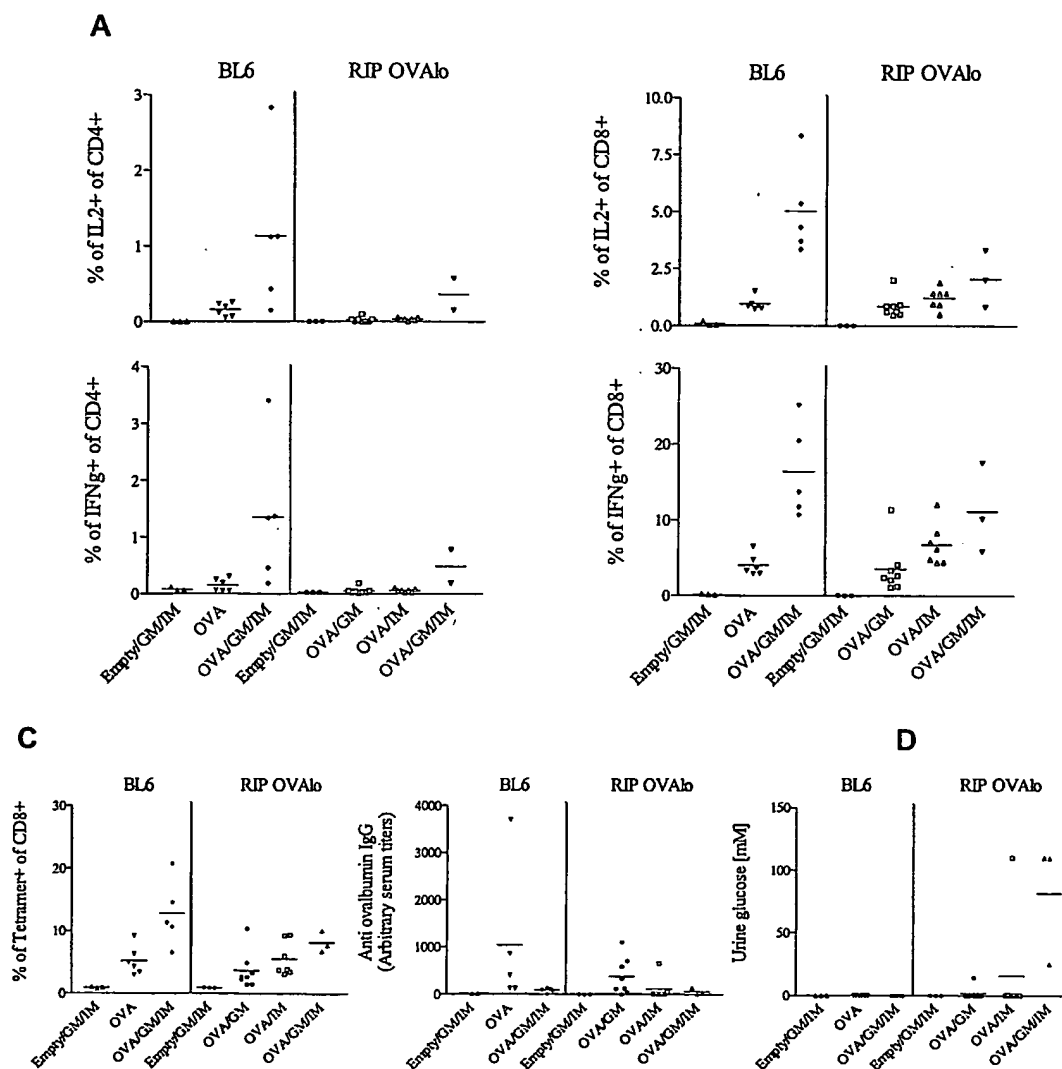 A
BL6 RIP OVAlo
% of IL2+ of CD4+
3
2
1
0
BL6 RIP OVAlo
% of IL2+ of CD8+
10.0
7.5
5.0
2.5
0.0
% of IFNg+ of CD4+
4
3
2
1
0
Empty/GM/IM OVA OVA/GM/IM Empty/GM/IM OVA/GM OVA/IM OVA/GM/IM
% of IFNg+ of CD8+
30
20
10
0
Empty/GM/IM OVA OVA/GM/IM Empty/GM/IM OVA/GM OVA/IM OVA/GM/IM
C
BL6 RIP OVAlo
% of Tetramer+ of CD8+
30
20
10
0
Empty/GM/IM OVA OVA/GM/IM Empty/GM/IM OVA/GM OVA/IM OVA/GM/IM
BL6 RIP OVAlo
Anti ovalbumin IgG
(Arbitrary serum titers)
4000
3000
2000
1000
0
Empty/GM/IM OVA OVA/GM/IM Empty/GM/IM OVA/GM OVA/IM OVA/GM/IM
D
BL6 RIP OVAlo
Urine glucose [mM]
150
100
50
0
Empty/GM/IM OVA OVA/GM/IM Empty/GM/IM OVA/GM OVA/IM OVA/GM/IM